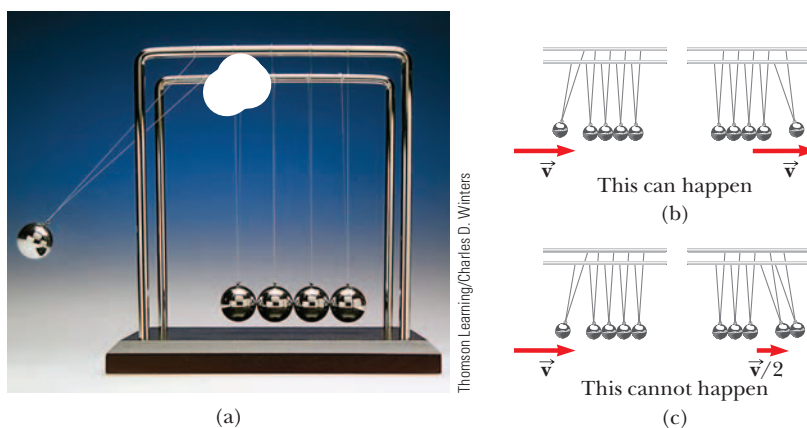 Thomson Learning/Charles D. Winters
(a)
v
v
This can happen
(b)
v
v/2
This cannot happen
(c)